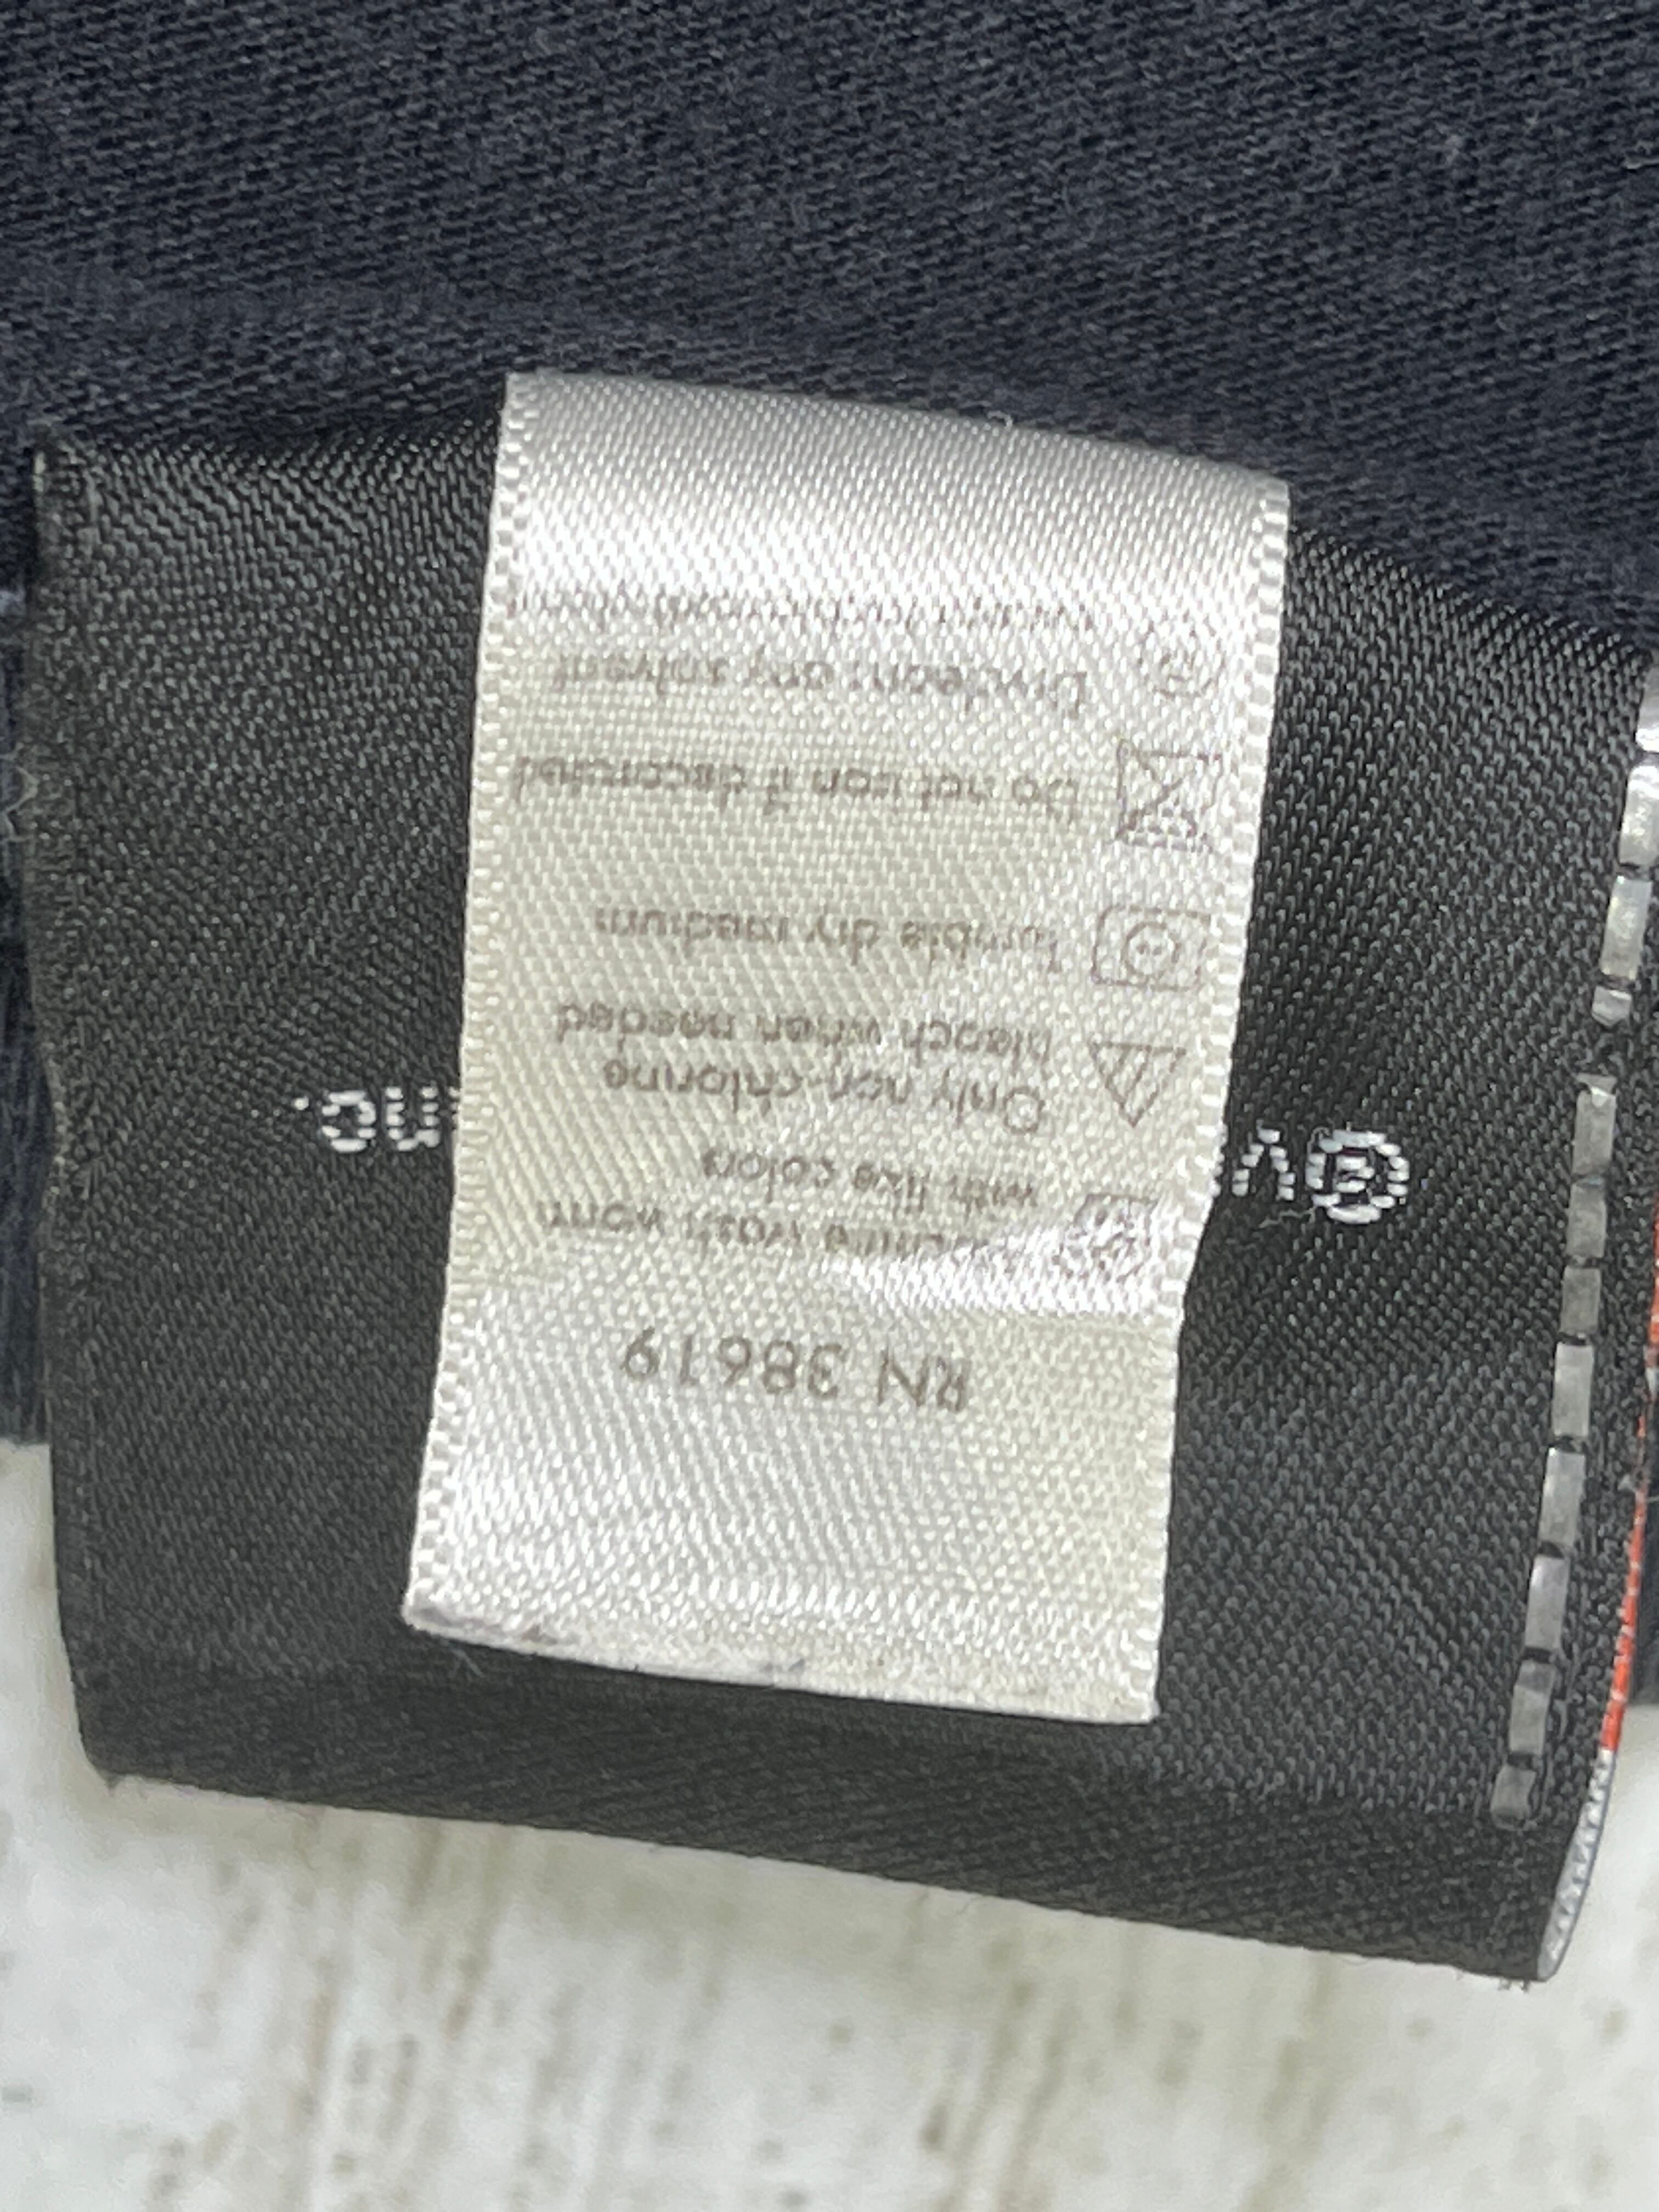 RN 38619
wash warm
with like colors
Only non-chlorine
bleach when needed
Tumble dry medium
Do not iron if decorated
Dryclean, any solvent